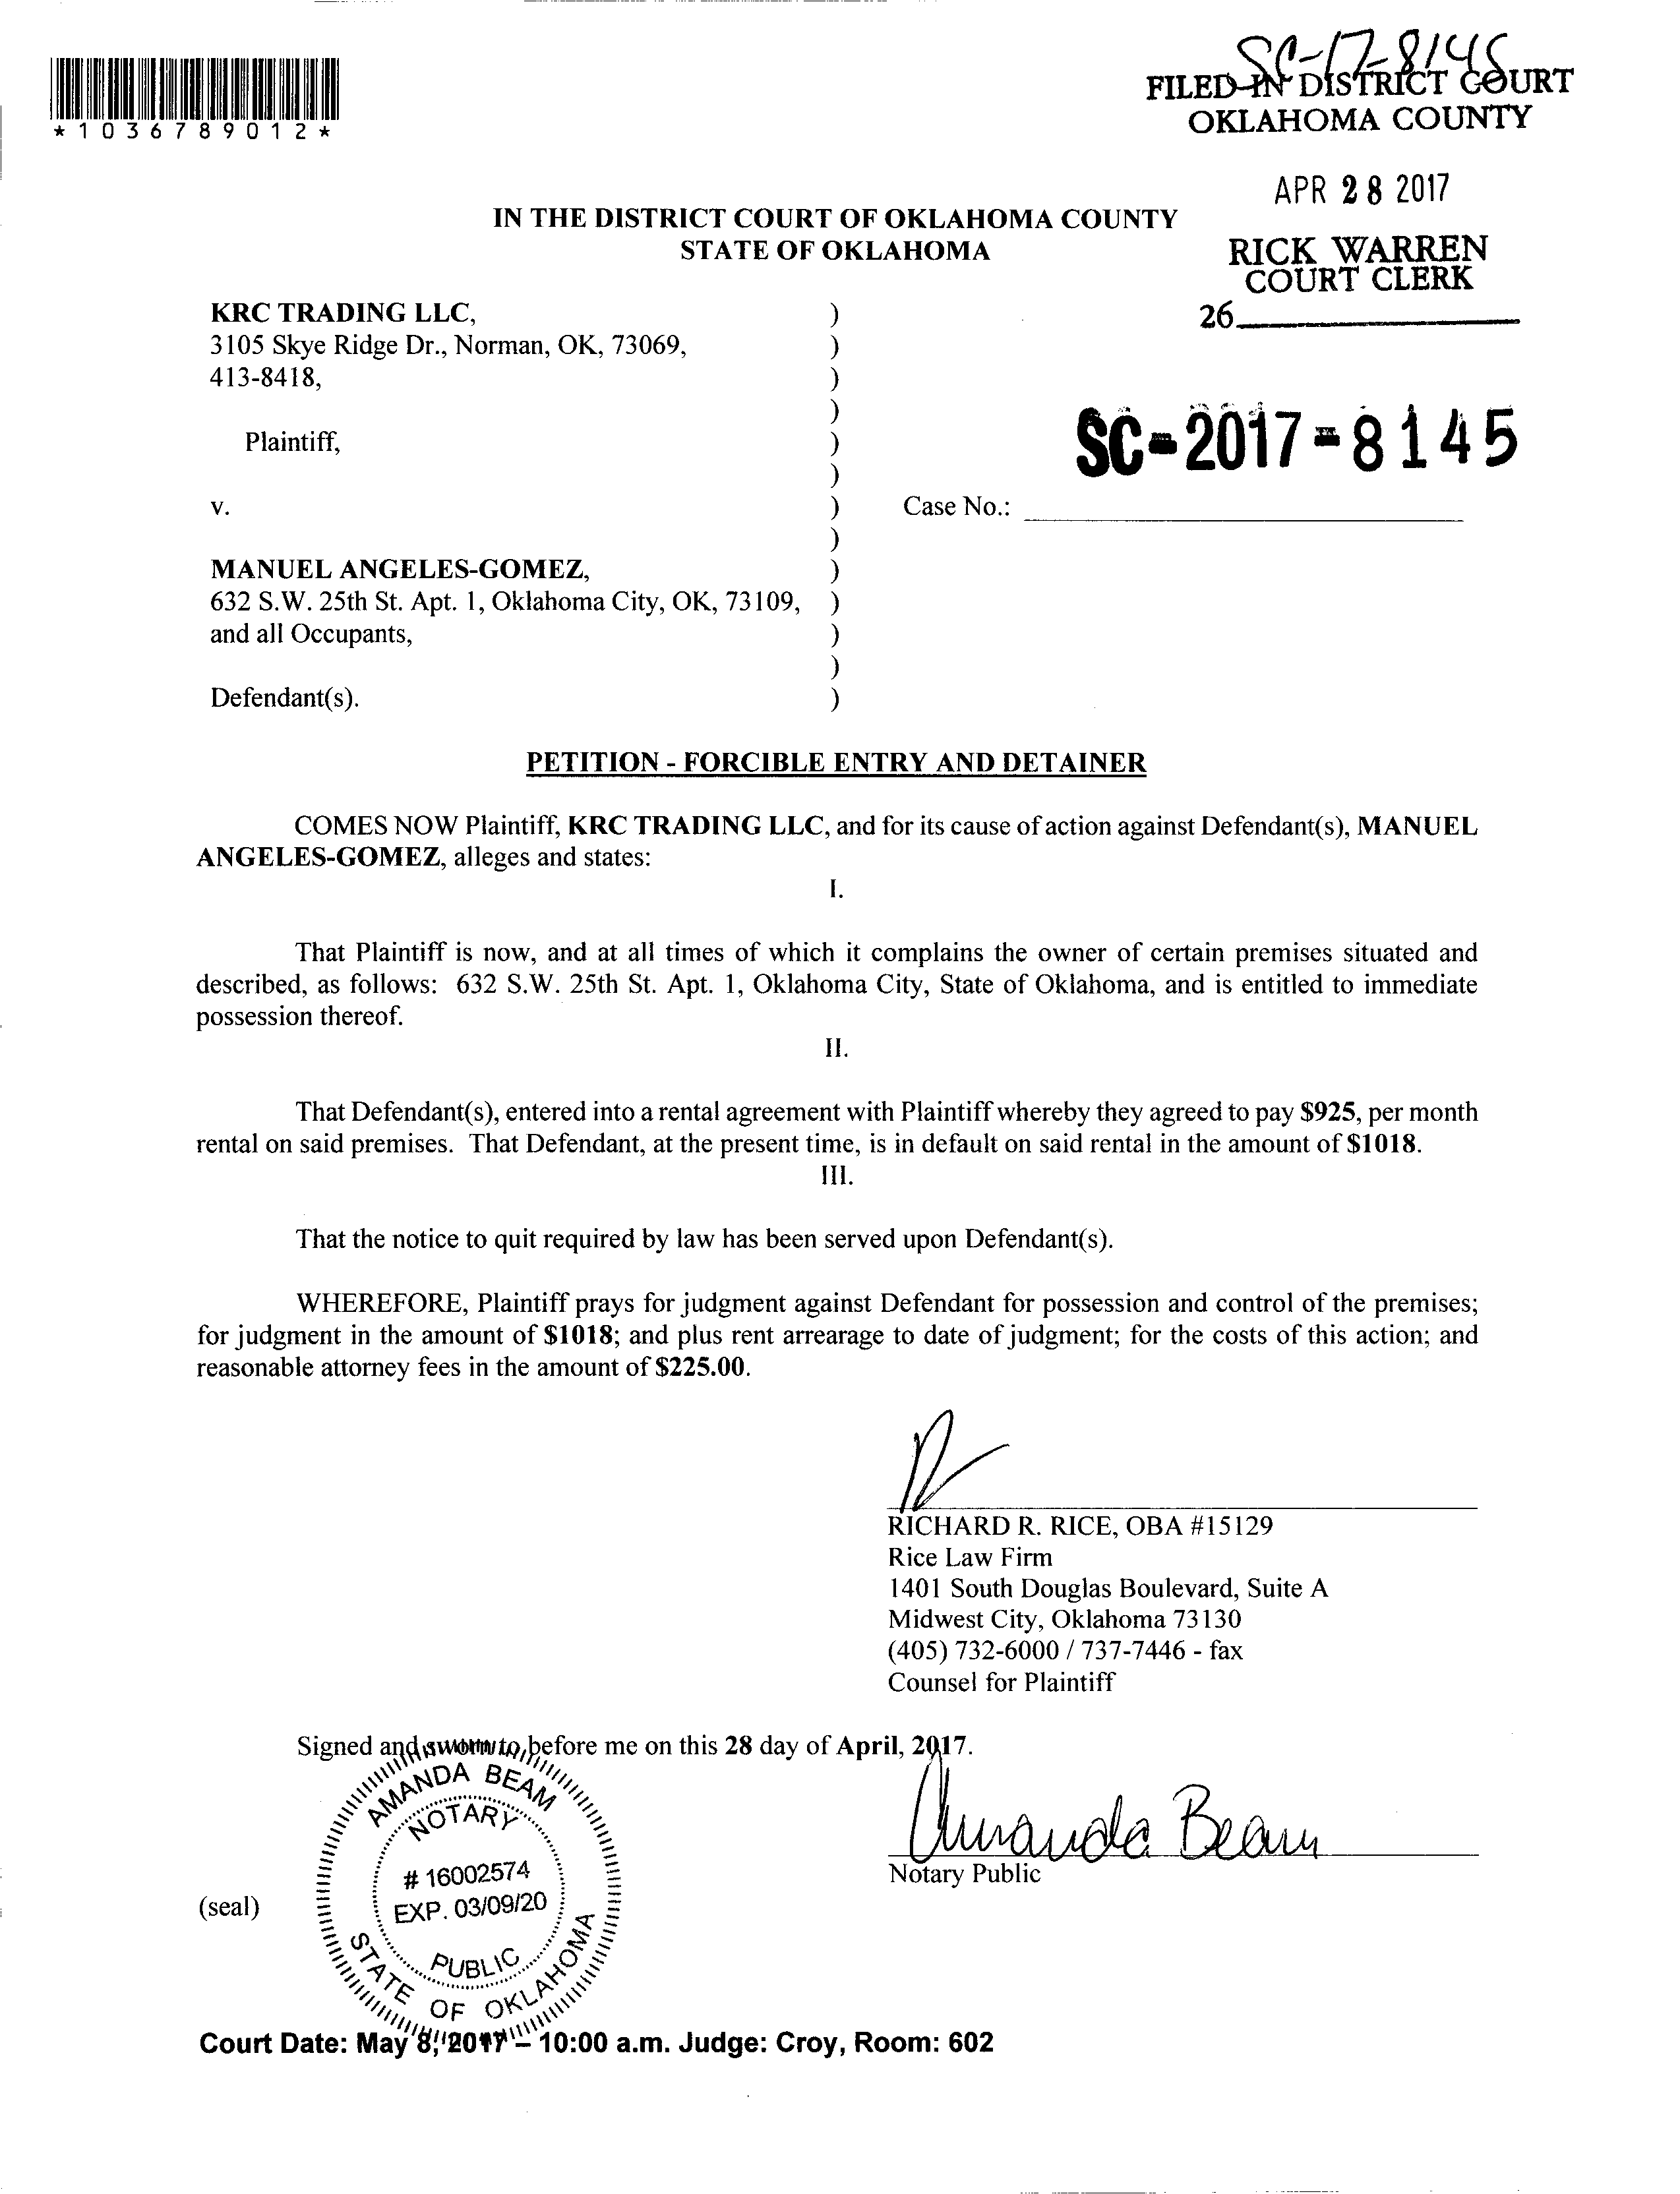 SC-17-8145
*1036789012*
FILED IN DISTRICT COURT
OKLAHOMA COUNTY
APR 28 2017
RICK WARREN
COURT CLERK
26
IN THE DISTRICT COURT OF OKLAHOMA COUNTY
STATE OF OKLAHOMA
KRC TRADING LLC, )
3105 Skye Ridge Dr., Norman, OK, 73069, )
413-8418, )
)
Plaintiff, )
)
v. )
)
MANUEL ANGELES-GOMEZ, )
632 S.W. 25th St. Apt. 1, Oklahoma City, OK, 73109, )
and all Occupants, )
)
Defendant(s). )
SC-2017-8145
Case No.:
PETITION - FORCIBLE ENTRY AND DETAINER
COMES NOW Plaintiff, KRC TRADING LLC, and for its cause of action against Defendant(s), MANUEL
ANGELES-GOMEZ, alleges and states:
I.
That Plaintiff is now, and at all times of which it complains the owner of certain premises situated and
described, as follows: 632 S.W. 25th St. Apt. 1, Oklahoma City, State of Oklahoma, and is entitled to immediate
possession thereof.
II.
That Defendant(s), entered into a rental agreement with Plaintiff whereby they agreed to pay $925, per month
rental on said premises. That Defendant, at the present time, is in default on said rental in the amount of $1018.
III.
That the notice to quit required by law has been served upon Defendant(s).
WHEREFORE, Plaintiff prays for judgment against Defendant for possession and control of the premises;
for judgment in the amount of $1018; and plus rent arrearage to date of judgment; for the costs of this action; and
reasonable attorney fees in the amount of $225.00.
RICHARD R. RICE, OBA #15129
Rice Law Firm
1401 South Douglas Boulevard, Suite A
Midwest City, Oklahoma 73130
(405) 732-6000 / 737-7446 - fax
Counsel for Plaintiff
Signed and sworn to before me on this 28 day of April, 2017.
Amanda Beam
Notary Public
(seal)
AMANDA BEAM
NOTARY
# 16002574
EXP. 03/09/20
PUBLIC
STATE OF OKLAHOMA
Court Date: May 8, 2017 – 10:00 a.m. Judge: Croy, Room: 602